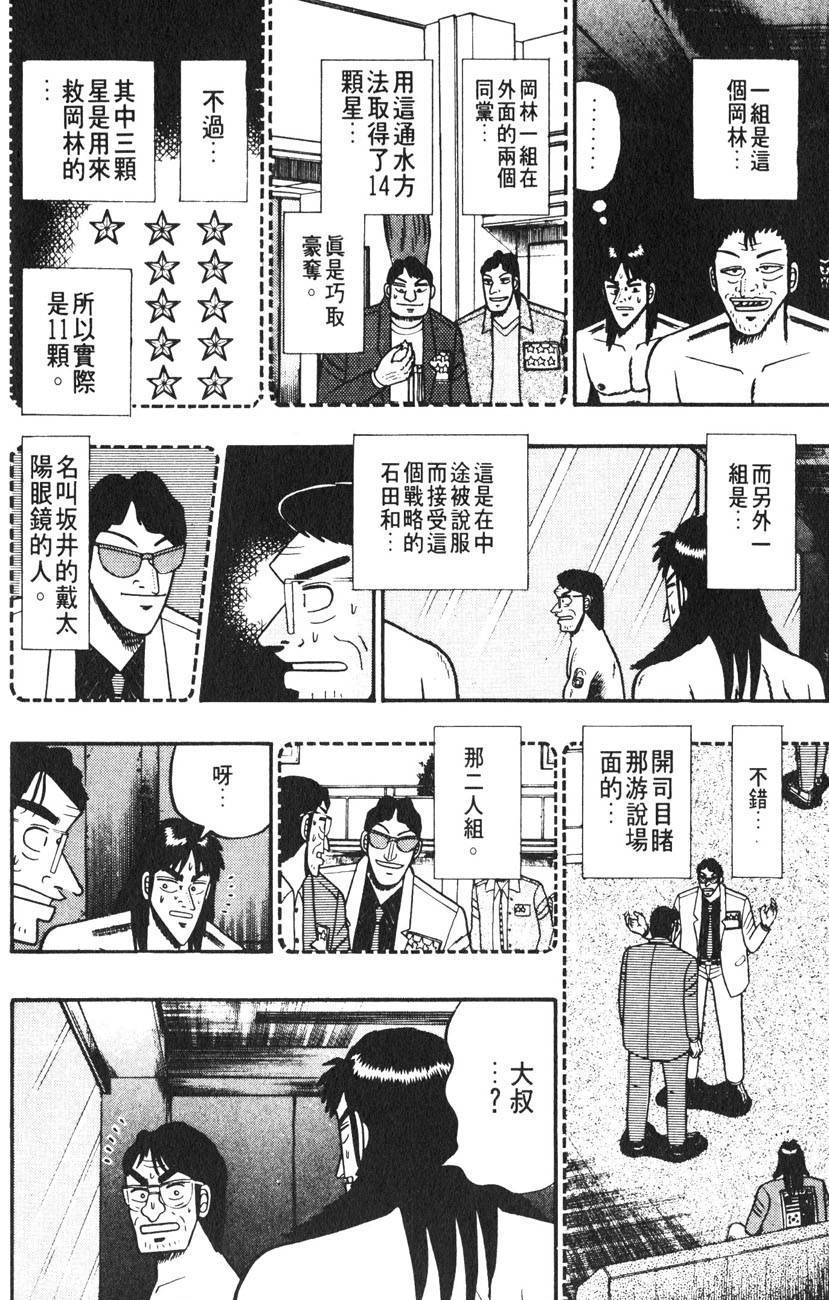 一組是這
個岡林…
………
岡林一組在
外面的兩個
同黨…
用這通水方
法取得了14
顆星…
眞是巧取
豪奪。
不過…
其中三顆
星是用來
救岡林的
…
所以實際
是11顆。
而另外一
組是…
這是在中
途被說服
而接受這
個戰略的
石田和…
6
名叫坂井的戴太
陽眼鏡的人。
不錯…
開司目睹
那游說場
面的…
那二人組。
呀…
大叔
…?